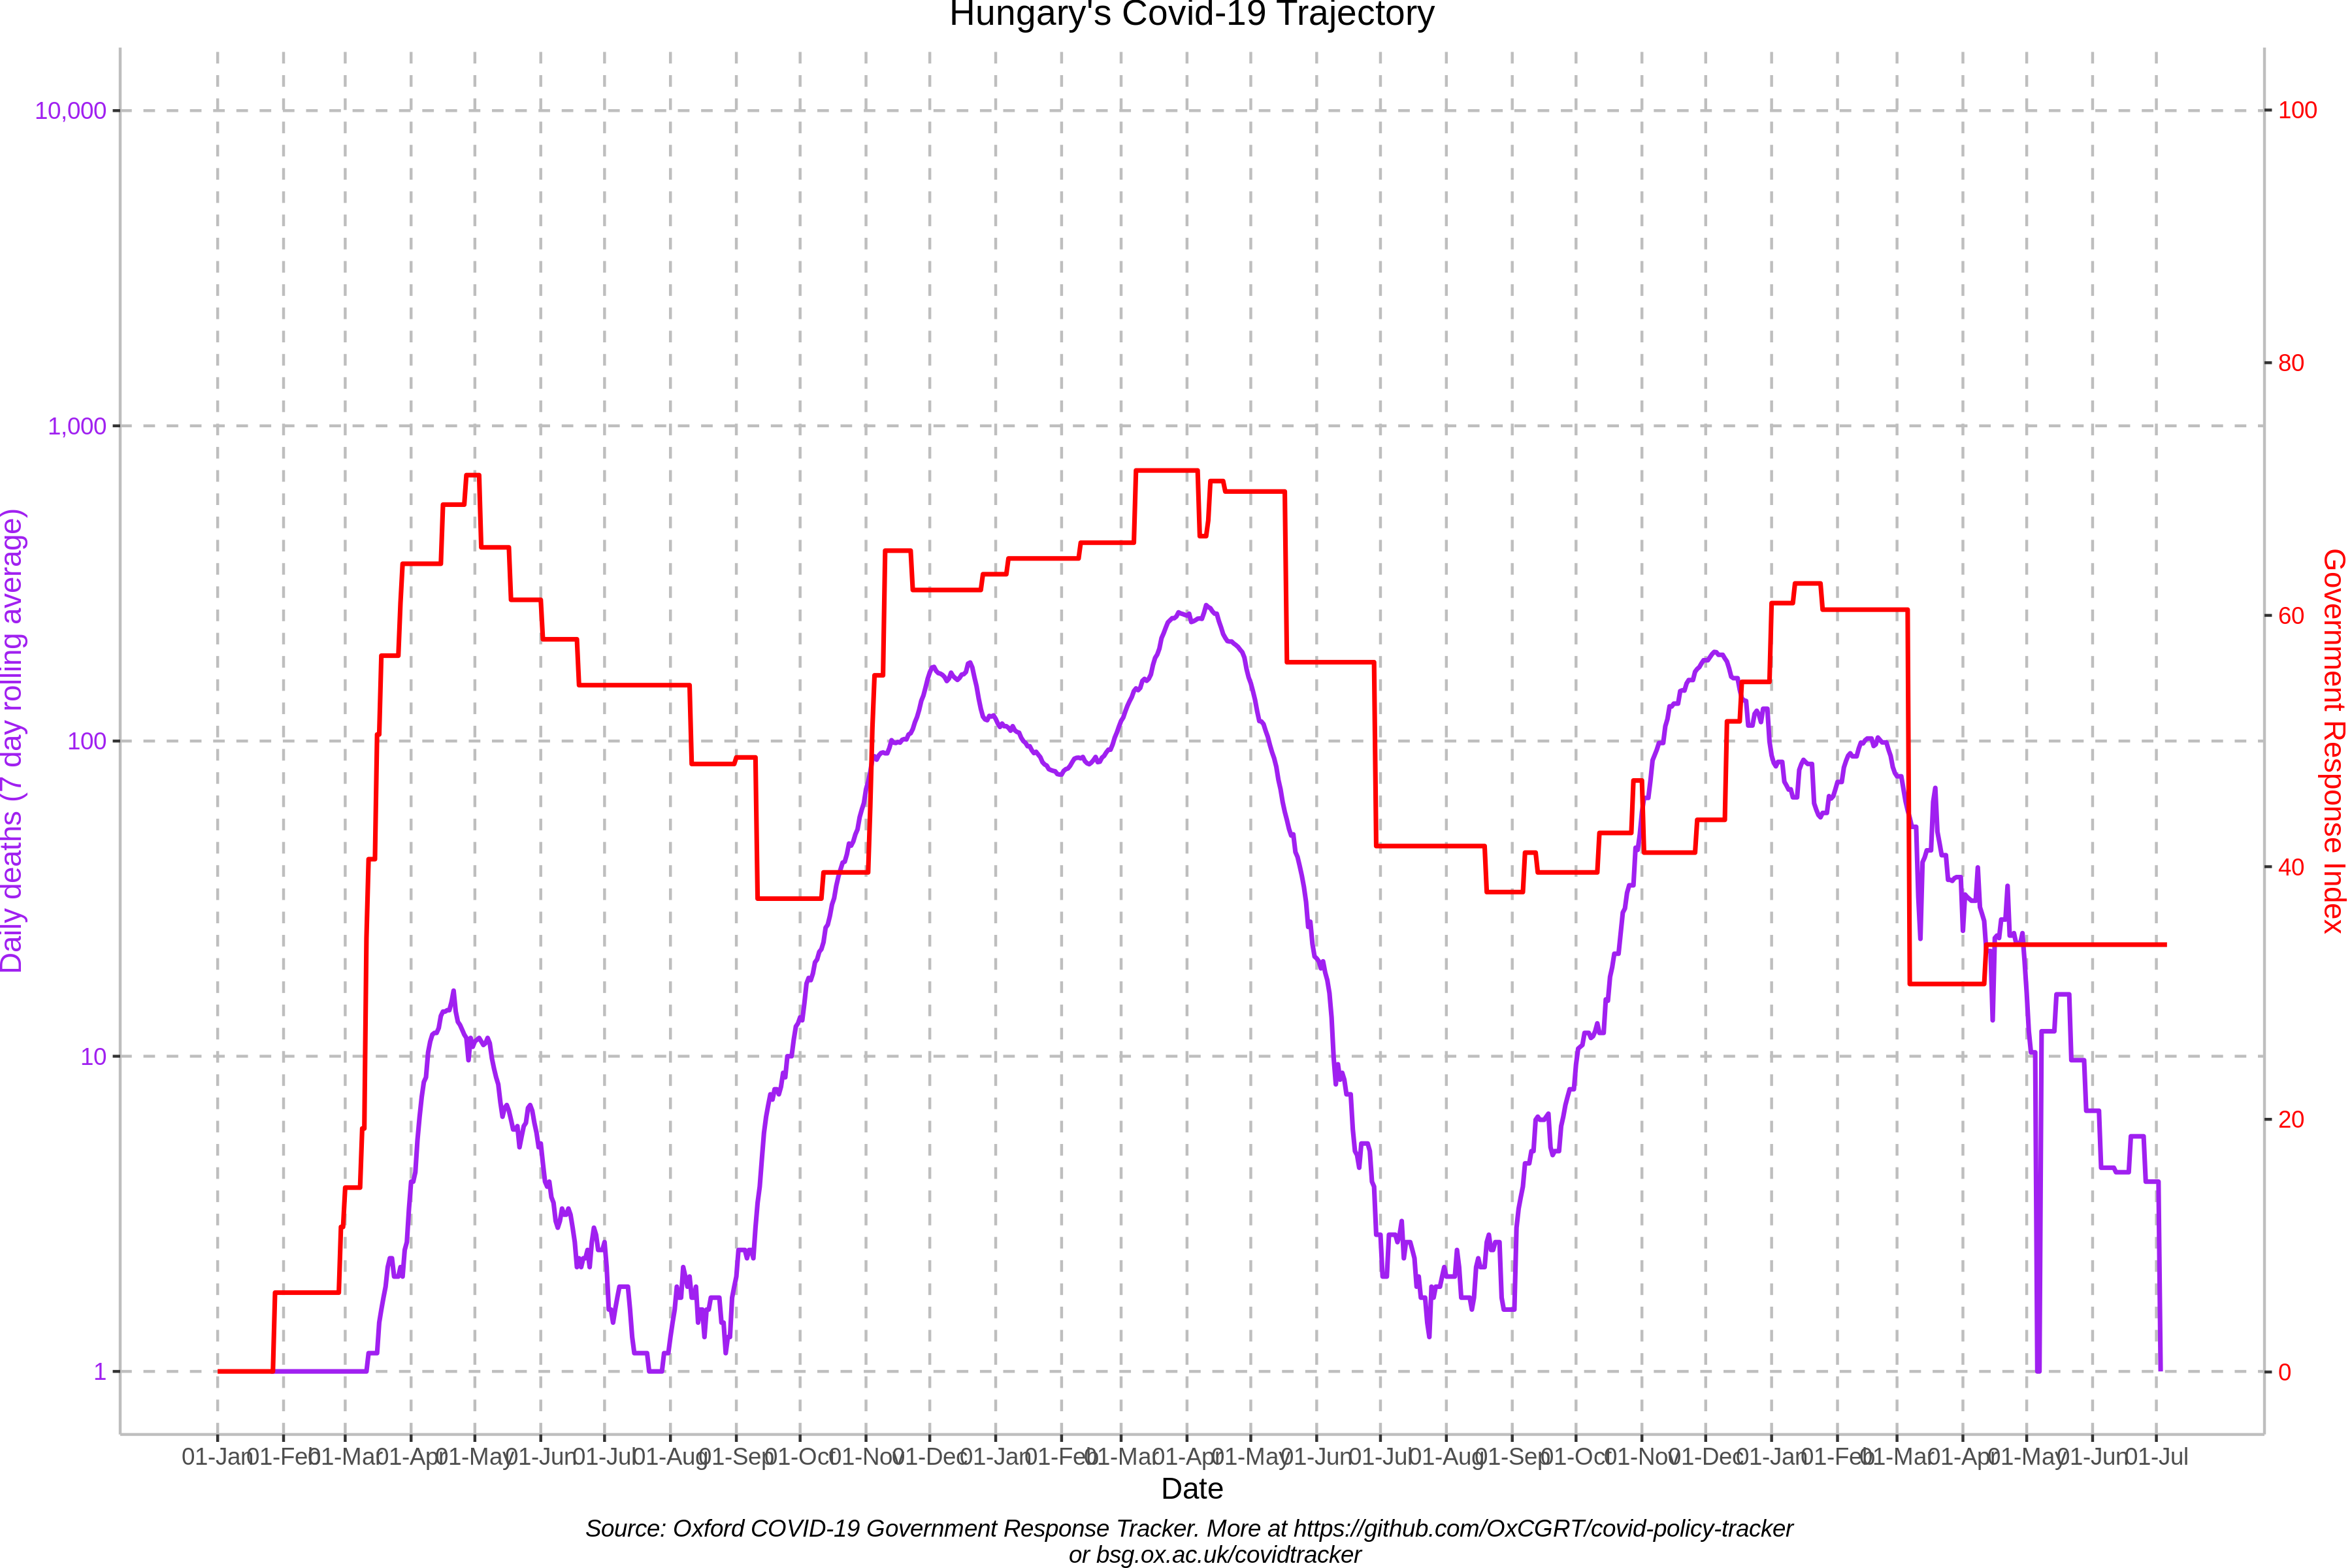 Hungary's Covid-19 Trajectory
10,000
1,000
100
10
1
Daily deaths (7 day rolling average)
100
80
60
40
20
0
Government Response Index
01-Jan
01-Feb
01-Mar
01-Apr
01-May
01-Jun
01-Jul
01-Aug
01-Sep
01-Oct
01-Nov
01-Dec
01-Jan
01-Feb
01-Mar
01-Apr
01-May
01-Jun
01-Jul
01-Aug
01-Sep
01-Oct
01-Nov
01-Dec
01-Jan
01-Feb
01-Mar
01-Apr
01-May
01-Jun
01-Jul
Date
Source: Oxford COVID-19 Government Response Tracker. More at https://github.com/OxCGRT/covid-policy-tracker
or bsg.ox.ac.uk/covidtracker